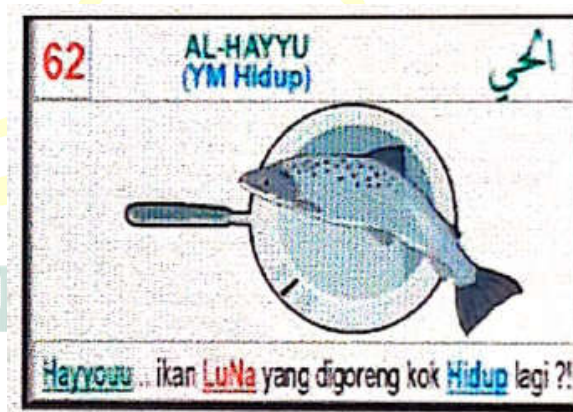 62
AL-HAYYU
(YM Hidup)
الحي
Hayyouu .. ikan LuNa yang digoreng kok Hidup lagi ?!